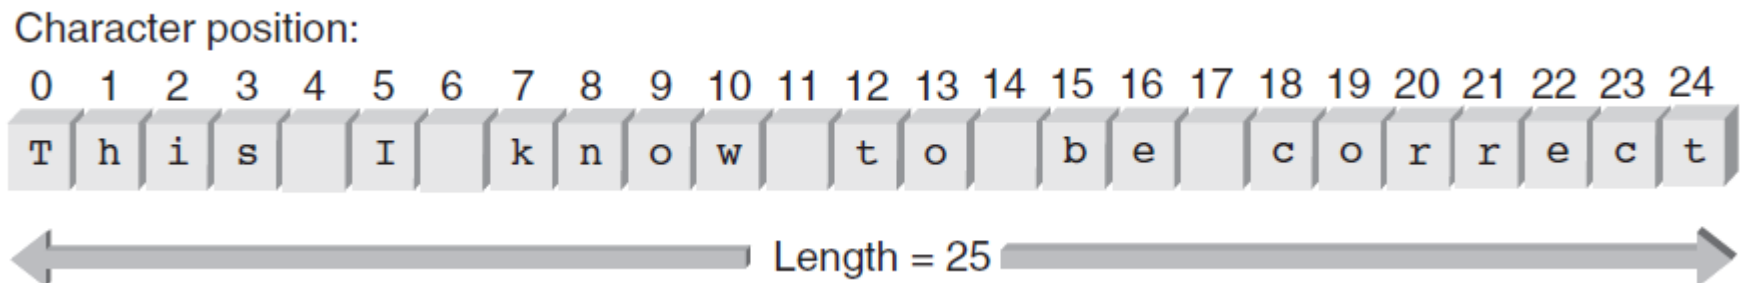 Character position:
0 1 2 3 4 5 6 7 8 9 10 11 12 13 14 15 16 17 18 19 20 21 22 23 24
T h i s   I   k n o w   t o   b e   c o r r e c t
Length = 25